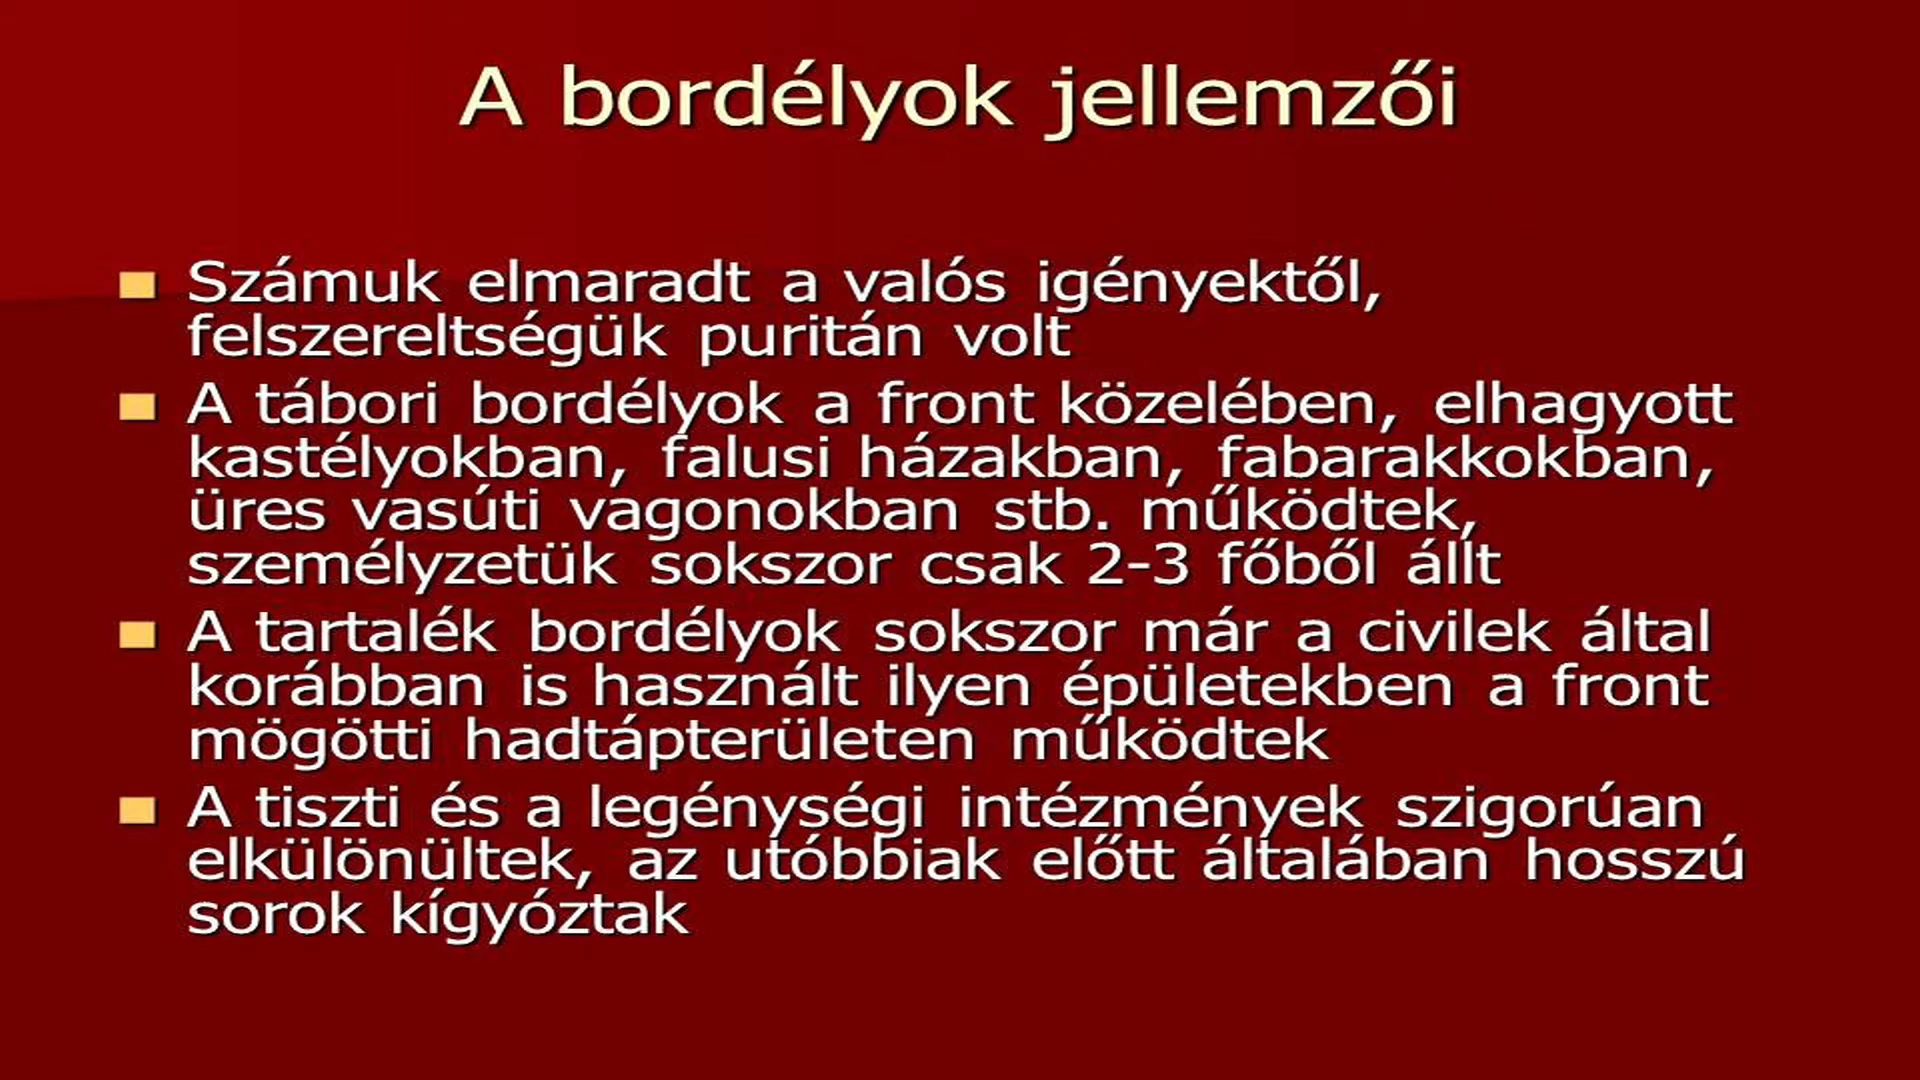 A bordélyok jellemzői
Számuk elmaradt a valós igényektől,
felszereltségük puritán volt
A tábori bordélyok a front közelében, elhagyott
kastélyokban, falusi házakban, fabarakkokban,
üres vasúti vagonokban stb. működtek,
személyzetük sokszor csak 2-3 főből állt
A tartalék bordélyok sokszor már a civilek által
korábban is használt ilyen épületekben a front
mögötti hadtápterületen működtek
A tiszti és a legénységi intézmények szigorúan
elkülönültek, az utóbbiak előtt általában hosszú
sorok kígyóztak